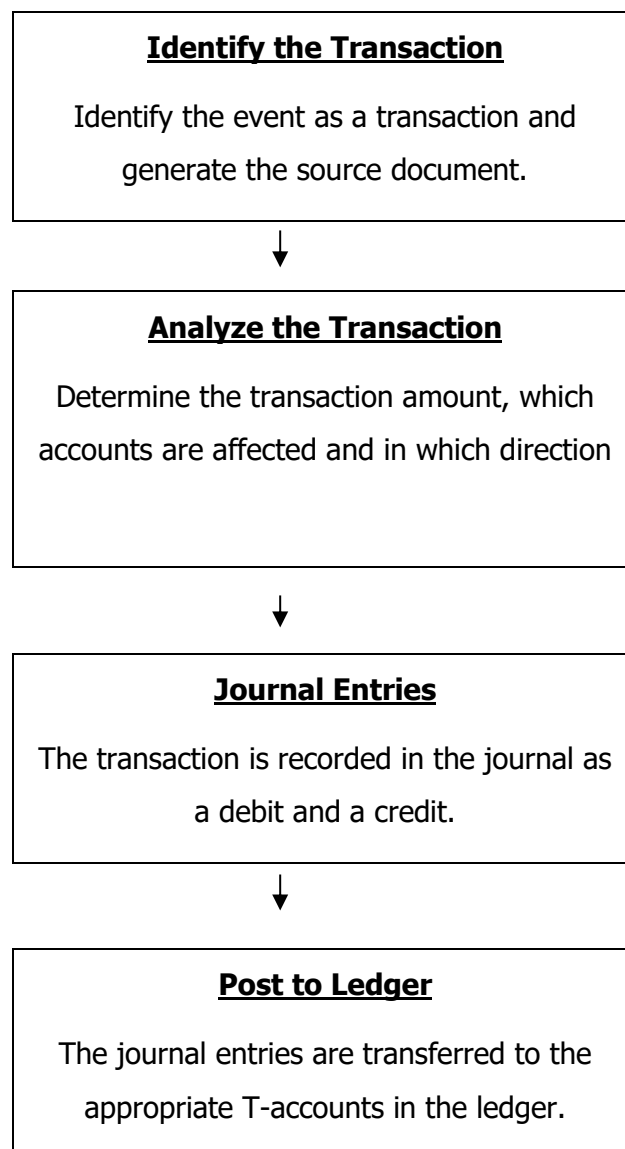 Identify the Transaction
Identify the event as a transaction and
generate the source document.
Analyze the Transaction
Determine the transaction amount, which
accounts are affected and in which direction
Journal Entries
The transaction is recorded in the journal as
a debit and a credit.
Post to Ledger
The journal entries are transferred to the
appropriate T-accounts in the ledger.